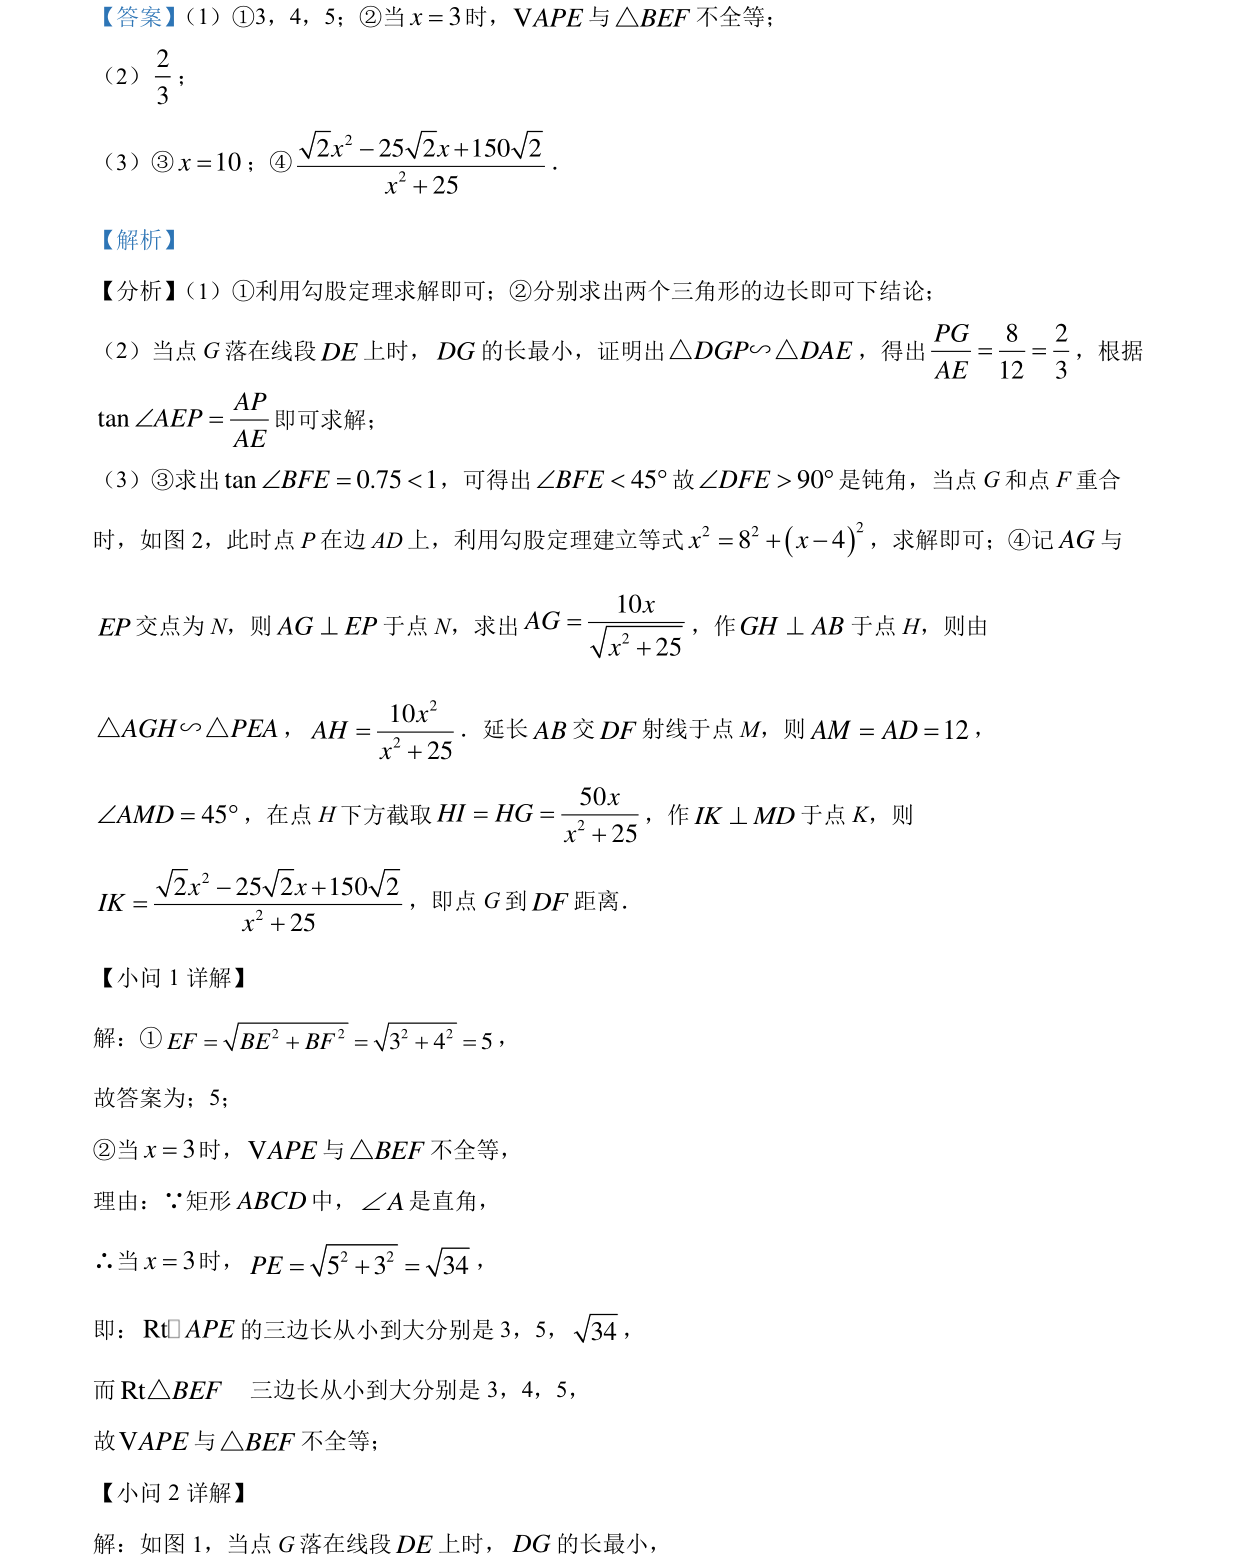 【答案】（1）①3，4，5；②当 x = 3时，VAPE 与△BEF 不全等；
（2）2/3；
（3）③x =10；④(√2x² − 25√2x +150√2)/(x² + 25)．
【解析】
【分析】（1）①利用勾股定理求解即可；②分别求出两个三角形的边长即可下结论；
（2）当点 G 落在线段 DE 上时，DG 的长最小，证明出△DGP∽△DAE，得出 PG/AE = 8/12 = 2/3，根据
tan ∠AEP = AP/AE 即可求解；
（3）③求出 tan ∠BFE = 0.75 < 1，可得出∠BFE < 45° 故∠DFE > 90° 是钝角，当点 G 和点 F 重合
时，如图 2，此时点 P 在边 AD 上，利用勾股定理建立等式 x² = 8² + (x − 4)²，求解即可；④记 AG 与
EP 交点为 N，则 AG ⊥ EP 于点 N，求出 AG = 10x/√(x² + 25)，作 GH ⊥ AB 于点 H，则由
△AGH∽△PEA，AH = 10x²/(x² + 25)．延长 AB 交 DF 射线于点 M，则 AM = AD =12，
∠AMD = 45°，在点 H 下方截取 HI = HG = 50x/(x² + 25)，作 IK ⊥ MD 于点 K，则
IK = (√2x² − 25√2x +150√2)/(x² + 25)，即点 G 到 DF 距离．
【小问 1 详解】
解：① EF = √(BE² + BF²) = √(3² + 4²) = 5，
故答案为；5；
②当 x = 3时，VAPE 与△BEF 不全等，
理由：∵矩形 ABCD 中，∠A 是直角，
∴当 x = 3时，PE = √(5² + 3²) = √34，
即：Rt□ APE 的三边长从小到大分别是 3，5，√34，
而 Rt△BEF 三边长从小到大分别是 3，4，5，
故VAPE 与△BEF 不全等；
【小问 2 详解】
解：如图 1，当点 G 落在线段 DE 上时，DG 的长最小，